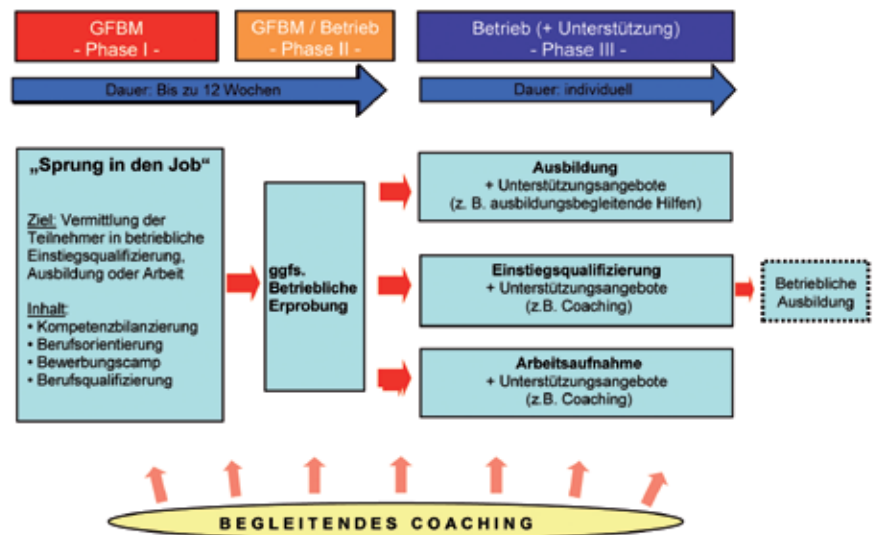 GFBM
- Phase I -
GFBM / Betrieb
- Phase II -
Betrieb (+ Unterstützung)
- Phase III -
Dauer: Bis zu 12 Wochen
Dauer: individuell
„Sprung in den Job“
Ziel: Vermittlung der
Teilnehmer in betriebliche
Einstiegsqualifizierung,
Ausbildung oder Arbeit
Inhalt:
• Kompetenzbilanzierung
• Berufsorientierung
• Bewerbungscamp
• Berufsqualifizierung
ggfs.
Betriebliche
Erprobung
Ausbildung
+ Unterstützungsangebote
(z. B. ausbildungsbegleitende Hilfen)
Einstiegsqualifizierung
+ Unterstützungsangebote
(z.B. Coaching)
Arbeitsaufnahme
+ Unterstützungsangebote
(z.B. Coaching)
Betriebliche
Ausbildung
BEGLEITENDES COACHING